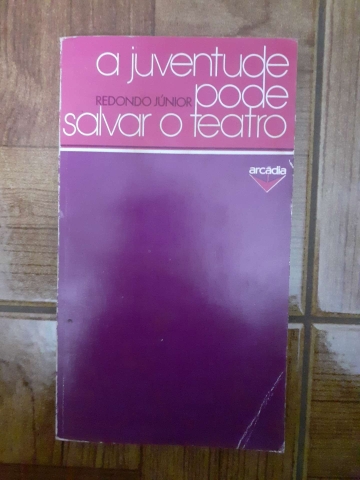 a juventude
REDONDO JÚNIOR pode
salvar o teatro
arcádia